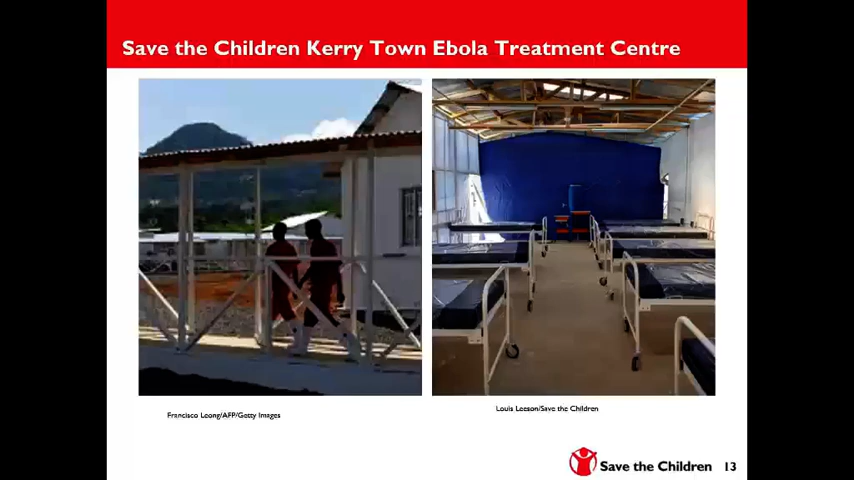 Save the Children Kerry Town Ebola Treatment Centre
Francisco Leong/AFP/Getty Images
Louis Leeson/Save the Children
Save the Children 13